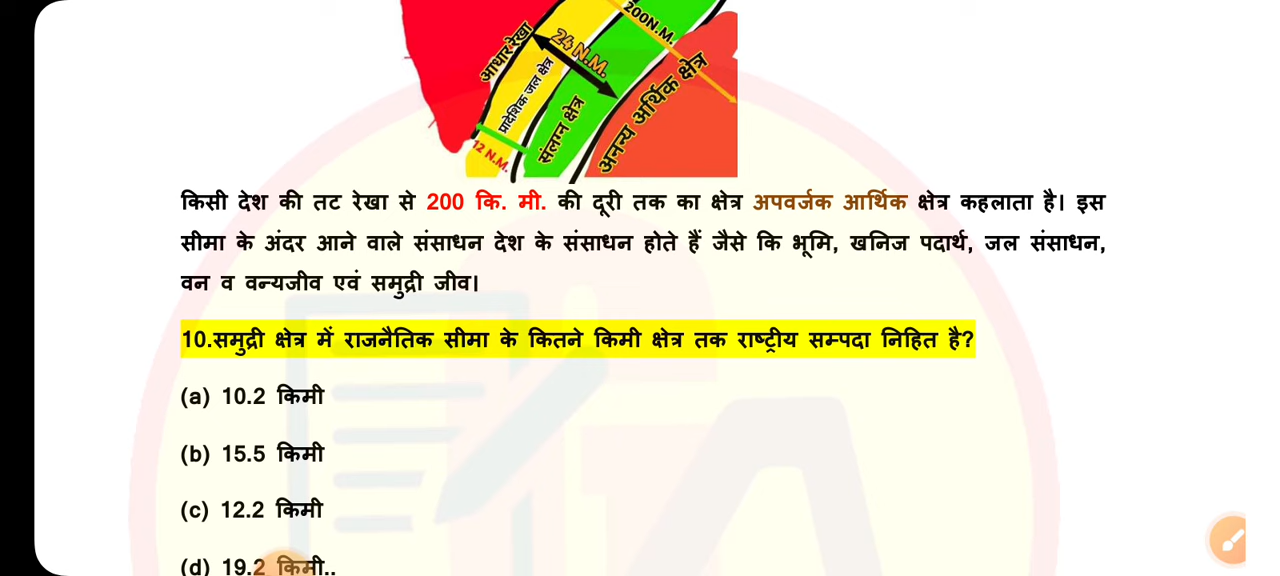 200N.M.
आधार रेखा
24 N.M.
प्रादेशिक जल क्षेत्र
12 N.M.
संलग्न क्षेत्र
अनन्य आर्थिक क्षेत्र
किसी देश की तट रेखा से 200 कि. मी. की दूरी तक का क्षेत्र अपवर्जक आर्थिक क्षेत्र कहलाता है। इस
सीमा के अंदर आने वाले संसाधन देश के संसाधन होते हैं जैसे कि भूमि, खनिज पदार्थ, जल संसाधन,
वन व वन्यजीव एवं समुद्री जीव।
10.समुद्री क्षेत्र में राजनैतिक सीमा के कितने किमी क्षेत्र तक राष्ट्रीय सम्पदा निहित है?
(a) 10.2 किमी
(b) 15.5 किमी
(c) 12.2 किमी
(d) 19.2 किमी..